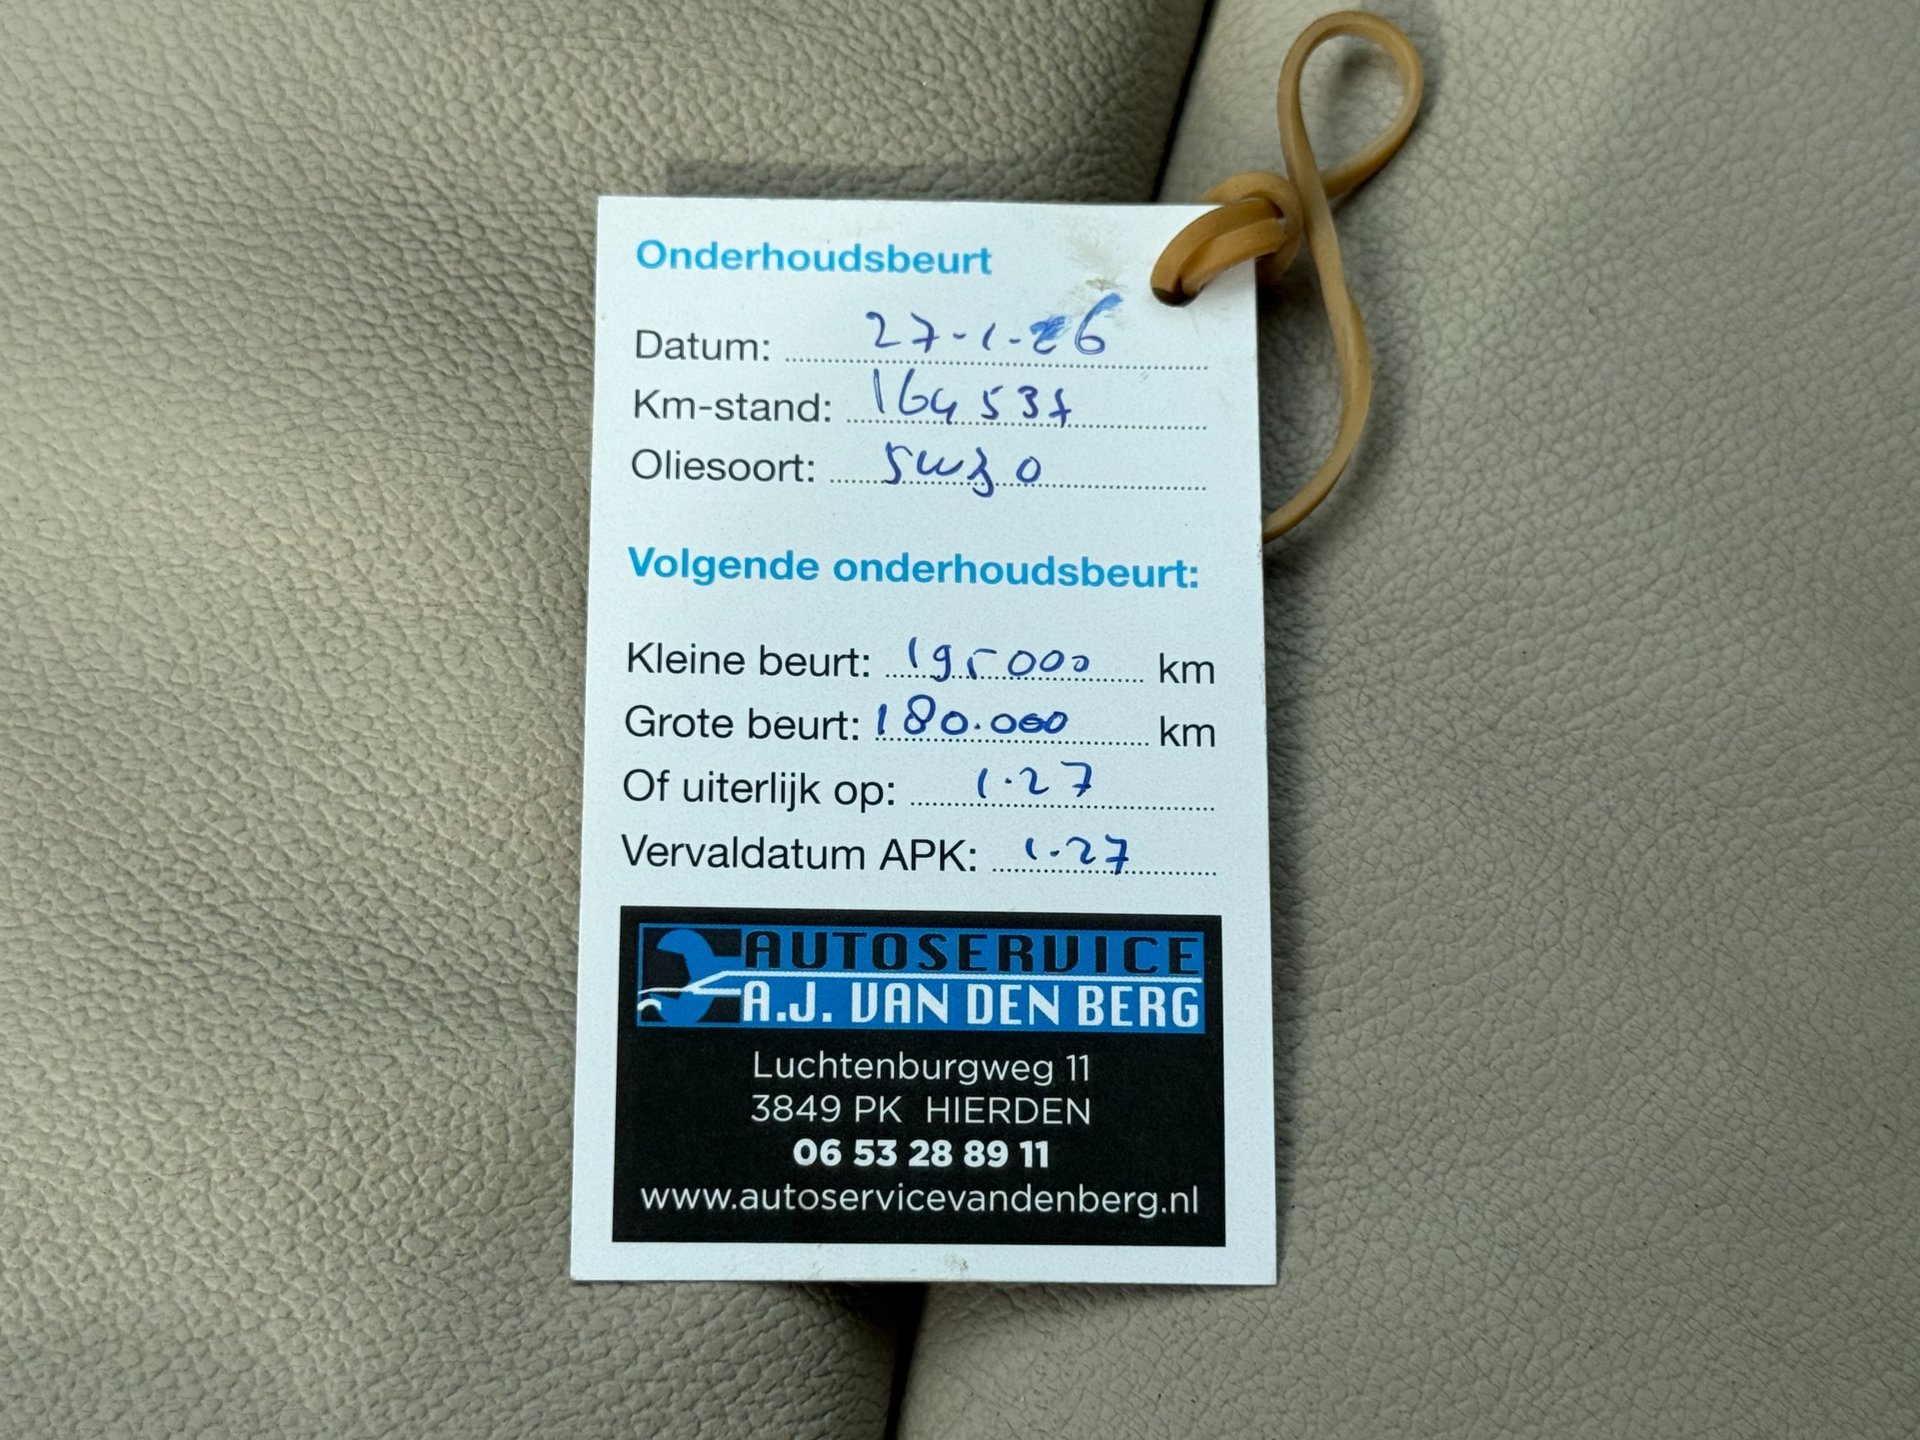 Onderhoudsbeurt
Datum: 27-1-26
Km-stand: 164537
Oliesoort: 5w30
Volgende onderhoudsbeurt:
Kleine beurt: 195000 km
Grote beurt: 180.000 km
Of uiterlijk op: 1.27
Vervaldatum APK: 1.27
AUTOSERVICE
A.J. VAN DEN BERG
Luchtenburgweg 11
3849 PK HIERDEN
06 53 28 89 11
www.autoservicevandenberg.nl